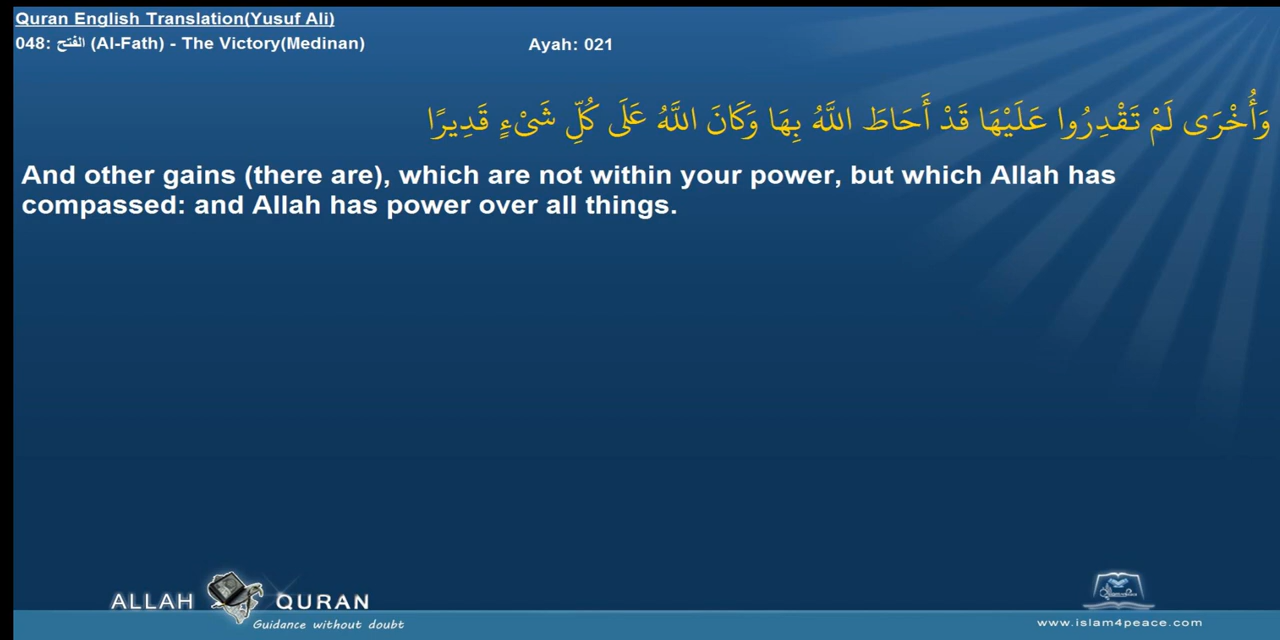 Quran English Translation(Yusuf Ali)
048: الفتح (Al-Fath) - The Victory(Medinan) Ayah: 021
وَأُخْرَى لَمْ تَقْدِرُوا عَلَيْهَا قَدْ أَحَاطَ اللَّهُ بِهَا وَكَانَ اللَّهُ عَلَى كُلِّ شَيْءٍ قَدِيرًا
And other gains (there are), which are not within your power, but which Allah has
compassed: and Allah has power over all things.
ALLAH QURAN
Guidance without doubt
www.islam4peace.com